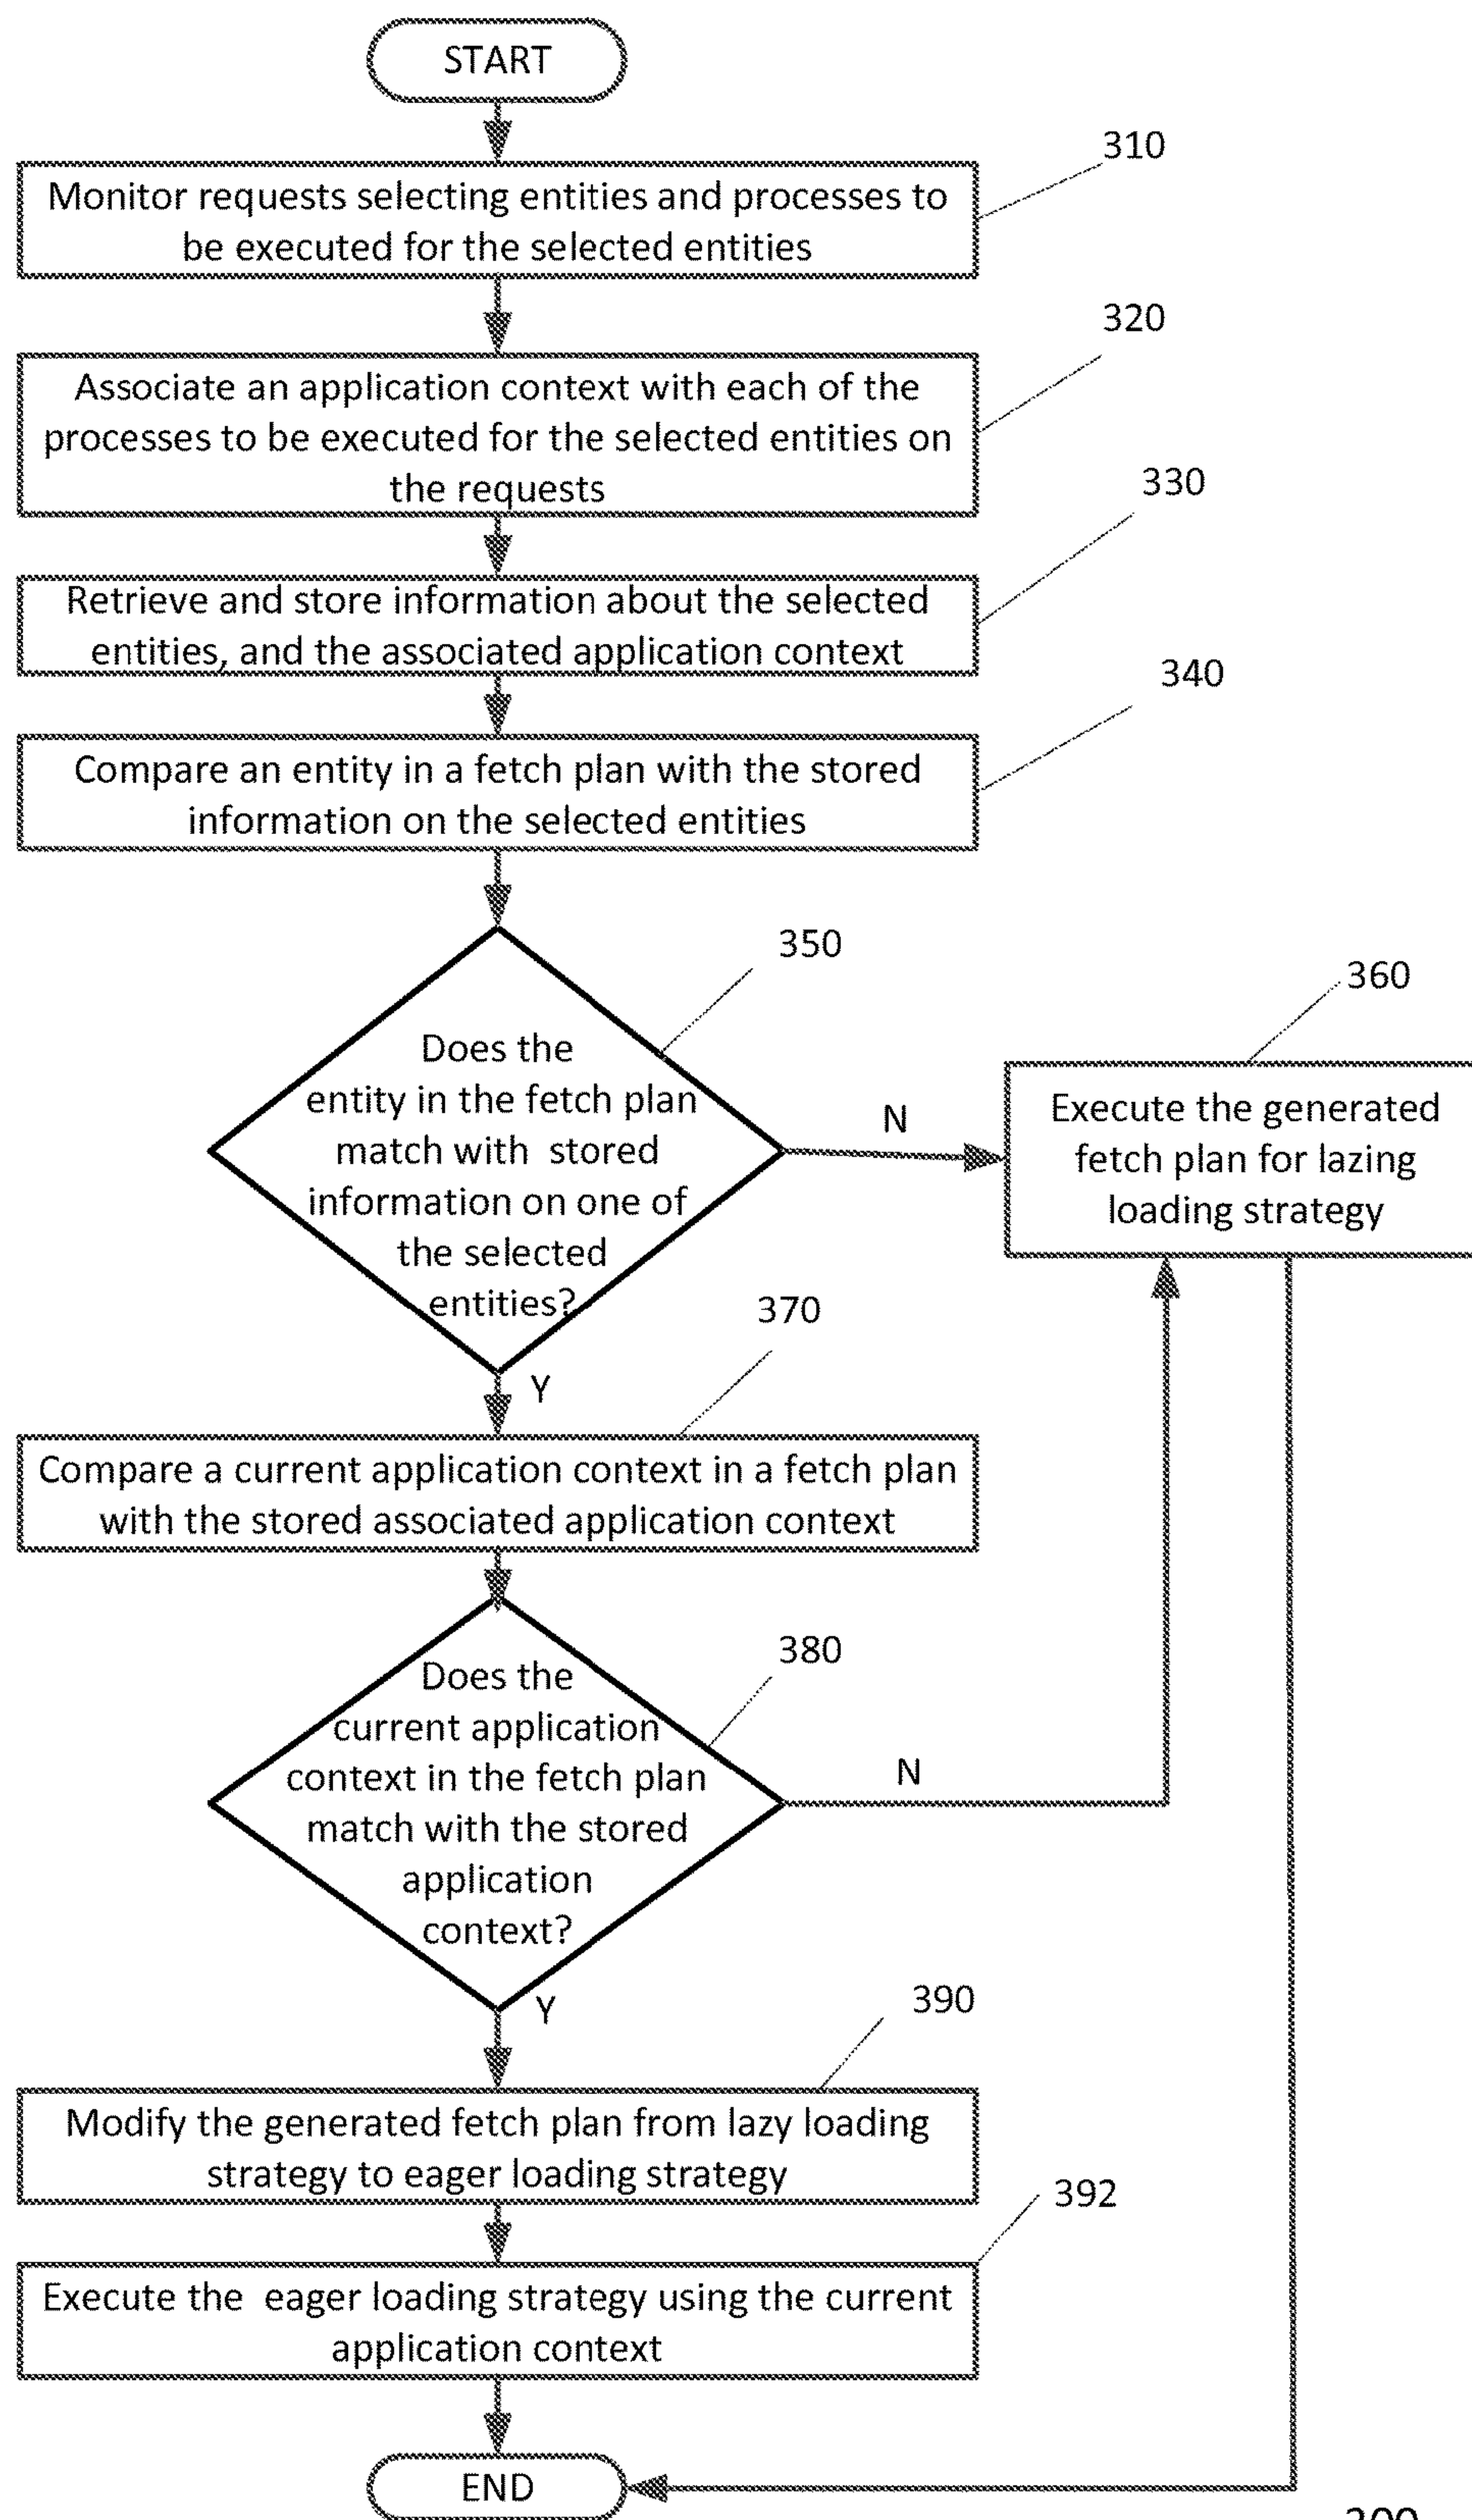 START
310
Monitor requests selecting entities and processes to
be executed for the selected entities
320
Associate an application context with each of the
processes to be executed for the selected entities on
the requests
330
Retrieve and store information about the selected
entities, and the associated application context
340
Compare an entity in a fetch plan with the stored
information on the selected entities
350
Does the
entity in the fetch plan
match with stored
information on one of
the selected
entities?
N
360
Execute the generated
fetch plan for lazing
loading strategy
Y
370
Compare a current application context in a fetch plan
with the stored associated application context
380
Does the
current application
context in the fetch plan
match with the stored
application
context?
N
Y
390
Modify the generated fetch plan from lazy loading
strategy to eager loading strategy
392
Execute the eager loading strategy using the current
application context
END